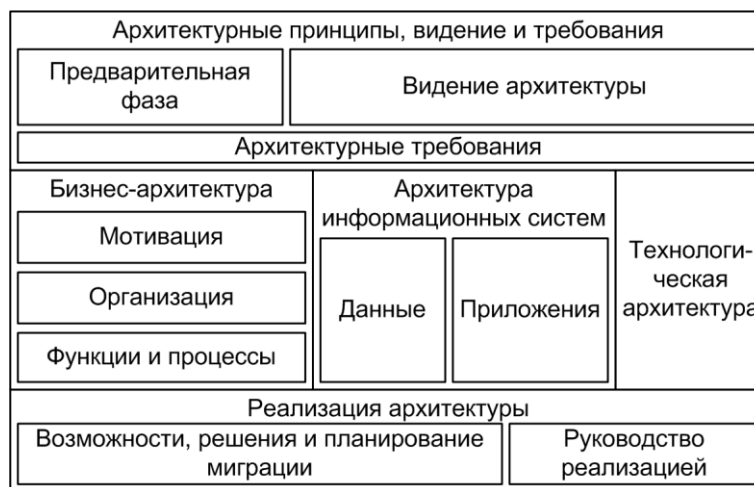 Архитектурные принципы, видение и требования
Предварительная
фаза
Видение архитектуры
Архитектурные требования
Бизнес-архитектура
Мотивация
Организация
Функции и процессы
Архитектура
информационных систем
Данные
Приложения
Технологи-
ческая
архитектура
Реализация архитектуры
Возможности, решения и планирование
миграции
Руководство
реализацией